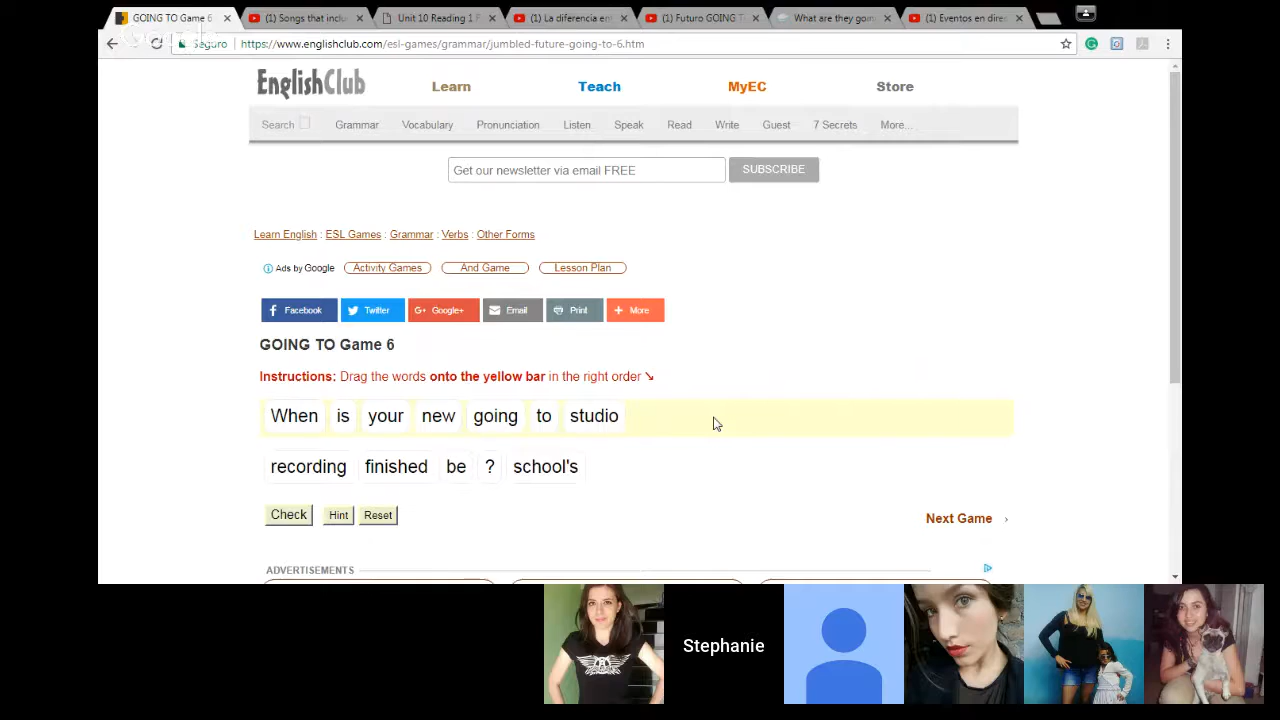 GOING TO Game 6
(1) Songs that inclu
Unit 10 Reading 1 F
(1) La diferencia en
(1) Futuro GOING T
What are they gon
(1) Eventos en direc
Seguro
https://www.englishclub.com/esl-games/grammar/jumbled-future-going-to-6.htm
EnglishClub Learn Teach MyEC Store
Search Grammar Vocabulary Pronunciation Listen Speak Read Write Guest 7 Secrets More...
Get our newsletter via email FREE SUBSCRIBE
Learn English : ESL Games : Grammar : Verbs : Other Forms
Ads by Google Activity Games And Game Lesson Plan
Facebook Twitter G+ Google+ Email Print + More
GOING TO Game 6
Instructions: Drag the words onto the yellow bar in the right order ↘
When is your new going to studio
recording finished be ? school's
Check Hint Reset Next Game ›
ADVERTISEMENTS
Stephanie